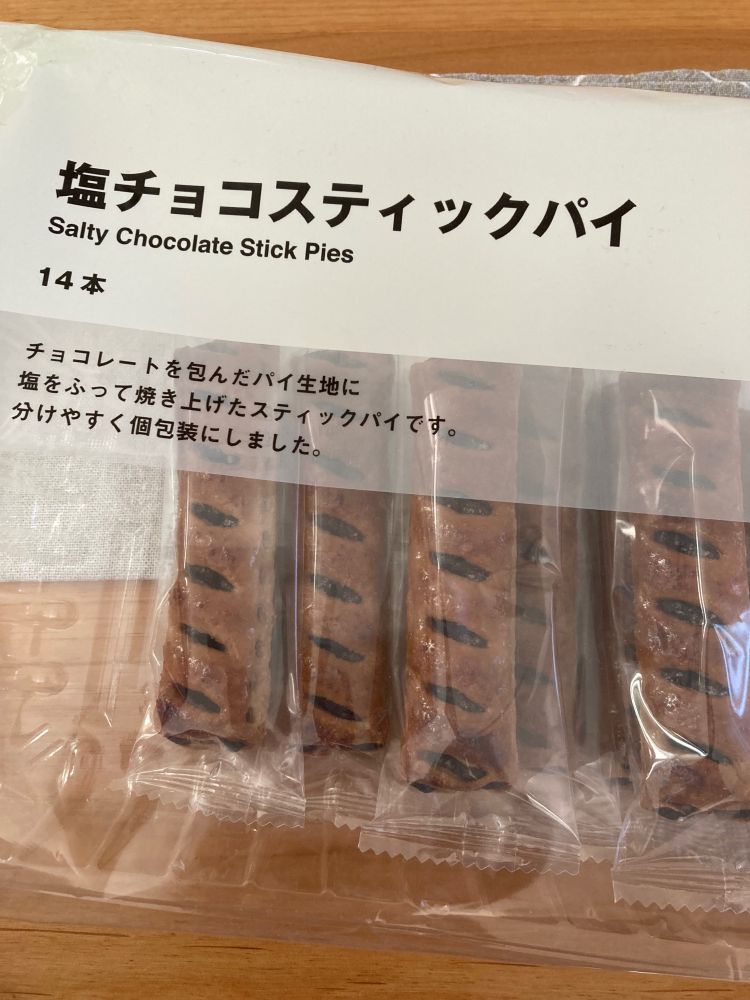 塩チョコスティックパイ
Salty Chocolate Stick Pies
14本
チョコレートを包んだパイ生地に
塩をふって焼き上げたスティックパイです。
分けやすく個包装にしました。